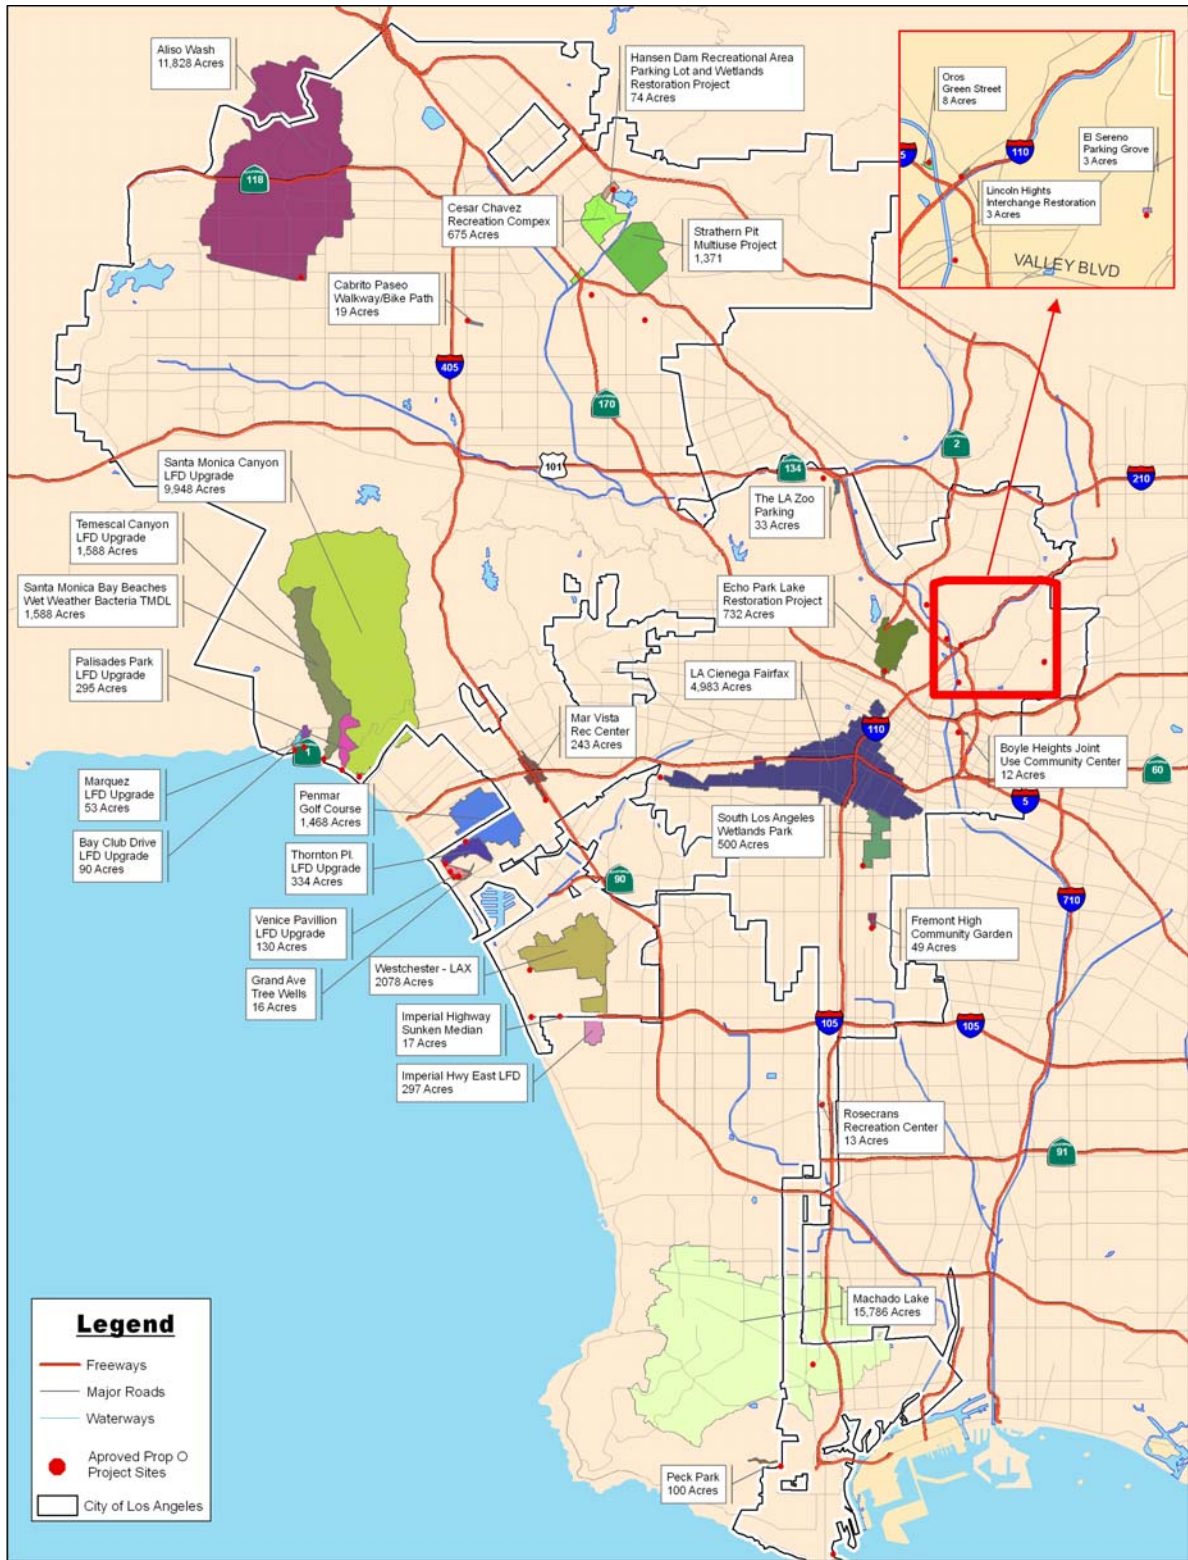 Aliso Wash
11,828 Acres
Hansen Dam Recreational Area
Parking Lot and Wetlands
Restoration Project
74 Acres
Oros
Green Street
8 Acres
El Sereno
Parking Grove
3 Acres
5
110
Lincoln Hights
Interchange Restoration
3 Acres
VALLEY BLVD
118
Cesar Chavez
Recreation Compex
675 Acres
Strathern Pit
Multiuse Project
1,371
Cabrito Paseo
Walkway/Bike Path
19 Acres
405
170
2
101
134
210
Santa Monica Canyon
LFD Upgrade
9,948 Acres
The LA Zoo
Parking
33 Acres
Temescal Canyon
LFD Upgrade
1,588 Acres
Santa Monica Bay Beaches
Wet Weather Bacteria TMDL
1,588 Acres
Echo Park Lake
Restoration Project
732 Acres
Palisades Park
LFD Upgrade
295 Acres
LA Cienega Fairfax
4,983 Acres
Mar Vista
Rec Center
243 Acres
110
1
Boyle Heights Joint
Use Community Center
12 Acres
60
5
Marquez
LFD Upgrade
53 Acres
Penmar
Golf Course
1,468 Acres
South Los Angeles
Wetlands Park
500 Acres
Bay Club Drive
LFD Upgrade
90 Acres
Thornton Pl.
LFD Upgrade
334 Acres
90
710
Venice Pavillion
LFD Upgrade
130 Acres
Fremont High
Community Garden
49 Acres
Westchester - LAX
2078 Acres
Grand Ave
Tree Wells
16 Acres
Imperial Highway
Sunken Median
17 Acres
105
105
Imperial Hwy East LFD
297 Acres
Rosecrans
Recreation Center
13 Acres
91
Machado Lake
15,786 Acres
Legend
Freeways
Major Roads
Waterways
Aproved Prop O
Project Sites
City of Los Angeles
Peck Park
100 Acres